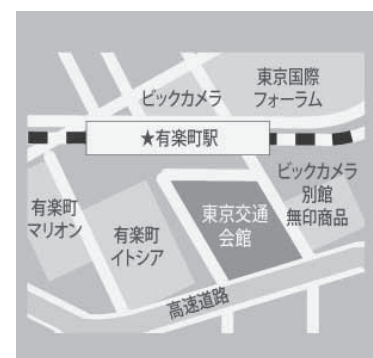 東京国際
フォーラム
ビックカメラ
★有楽町駅
ビックカメラ
別館
無印商品
東京交通
会館
有楽町
マリオン
有楽町
イトシア
高速道路